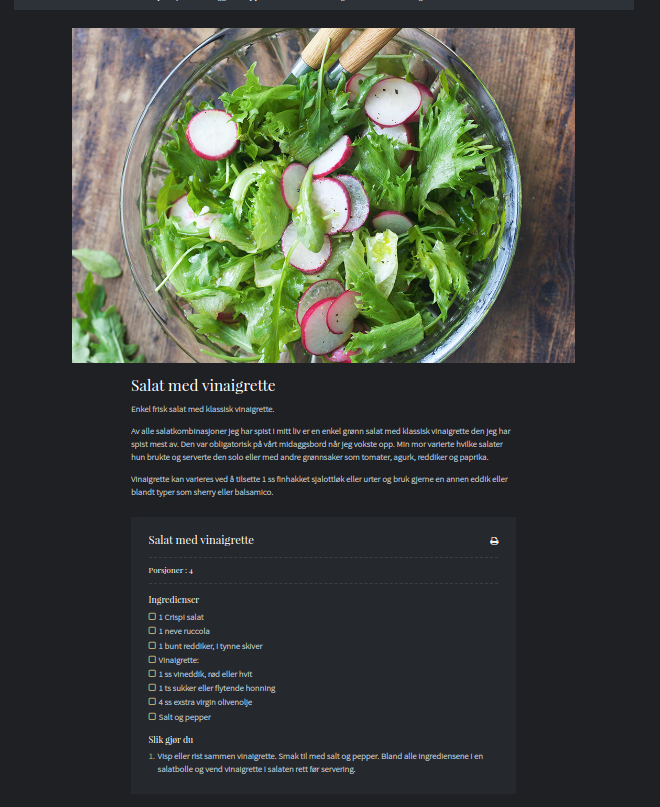 Salat med vinaigrette
Enkel frisk salat med klassisk vinaigrette.
Av alle salatkombinasjoner jeg har spist i mitt liv er en enkel grønn salat med klassisk vinaigrette den jeg har
spist mest av. Den var obligatorisk på vårt midaggsbord når jeg vokste opp. Min mor varierte hvilke salater
hun brukte og serverte den solo eller med andre grønnsaker som tomater, agurk, reddiker og paprika.
Vinaigrette kan varieres ved å tilsette 1 ss finhakket sjalottløk eller urter og bruk gjerne en annen eddik eller
blandt typer som sherry eller balsamico.
Salat med vinaigrette
Porsjoner : 4
Ingredienser
1 Crispi salat
1 neve ruccola
1 bunt reddiker, i tynne skiver
Vinaigrette:
1 ss vineddik, rød eller hvit
1 ts sukker eller flytende honning
4 ss exstra virgin olivenolje
Salt og pepper
Slik gjør du
1. Visp eller rist sammen vinaigrette. Smak til med salt og pepper. Bland alle ingrediensene i en
salatbolle og vend vinaigrette i salaten rett før servering.